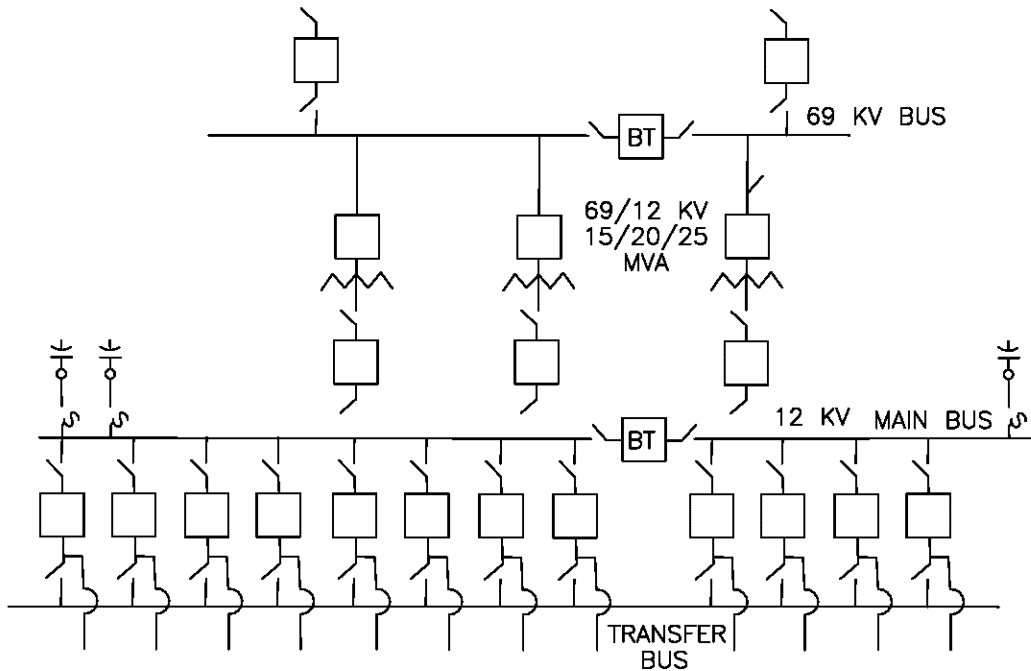 BT
69 KV BUS
69/12 KV
15/20/25
MVA
12 KV MAIN BUS
BT
TRANSFER
BUS